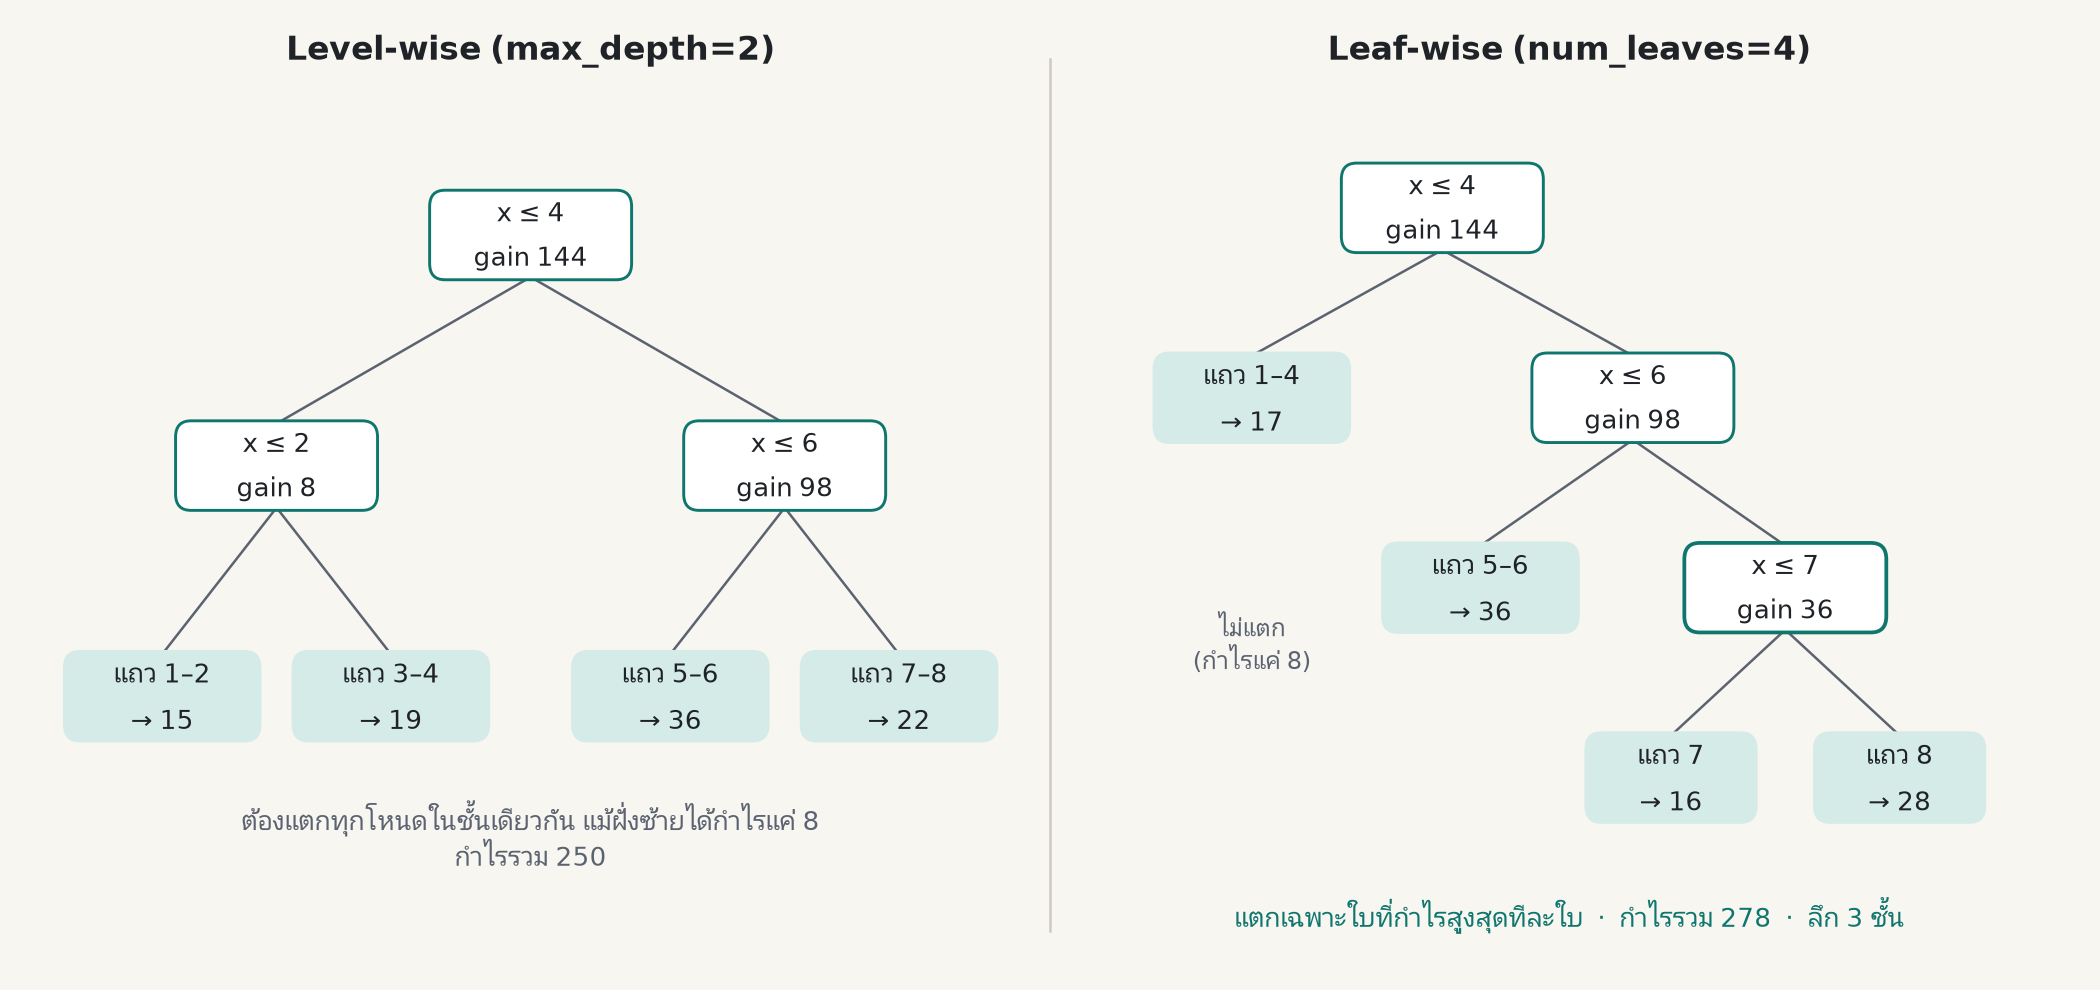 Level-wise (max_depth=2)
x ≤ 4
gain 144
x ≤ 2
gain 8
x ≤ 6
gain 98
แถว 1–2
→ 15
แถว 3–4
→ 19
แถว 5–6
→ 36
แถว 7–8
→ 22
ต้องแตกทุกโหนดในชั้นเดียวกัน แม้ฝั่งซ้ายได้กำไรแค่ 8
กำไรรวม 250
Leaf-wise (num_leaves=4)
x ≤ 4
gain 144
แถว 1–4
→ 17
x ≤ 6
gain 98
แถว 5–6
→ 36
x ≤ 7
gain 36
ไม่แตก
(กำไรแค่ 8)
แถว 7
→ 16
แถว 8
→ 28
แตกเฉพาะใบที่กำไรสูงสุดทีละใบ · กำไรรวม 278 · ลึก 3 ชั้น